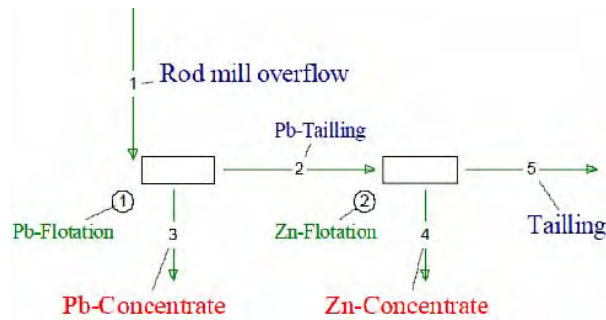 1 Rod mill overflow
Pb-Tailling
2
5
1
2
Pb-Flotation
3
Zn-Flotation
4
Tailling
Pb-Concentrate
Zn-Concentrate